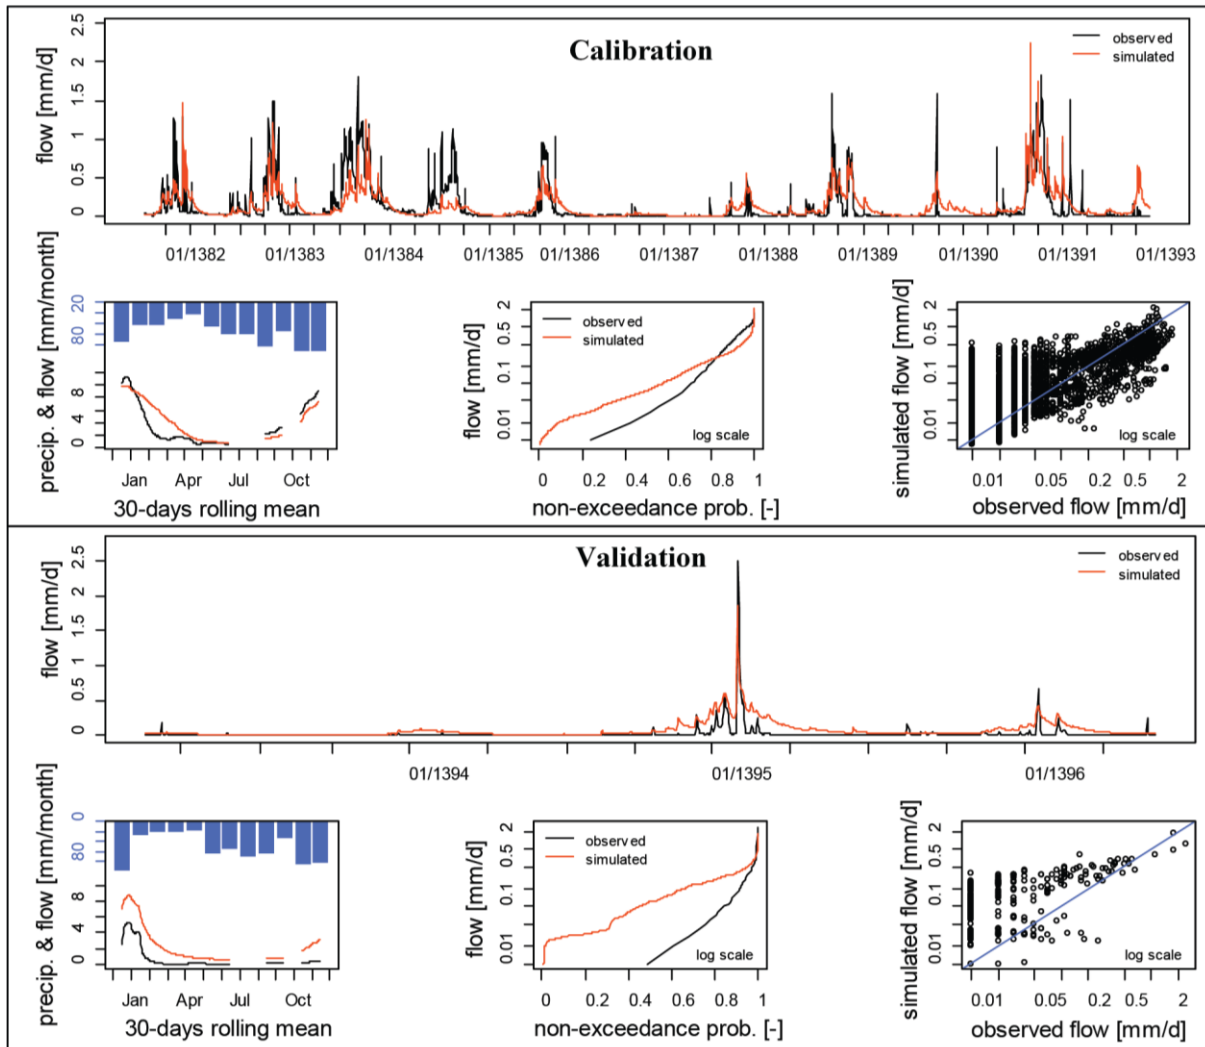 Calibration
observed
simulated
flow [mm/d]
2.5
2
1.5
1
0.5
0
01/1382 01/1383 01/1384 01/1385 01/1386 01/1387 01/1388 01/1389 01/1390 01/1391 01/1393
precip. & flow [mm/month]
20
80
8
4
0
Jan Apr Jul Oct
30-days rolling mean
flow [mm/d]
2
0.5
0.1
0.01
observed
simulated
log scale
0 0.2 0.4 0.6 0.8 1
non-exceedance prob. [-]
simulated flow [mm/d]
2
0.5
0.1
0.01
log scale
0.01 0.05 0.2 0.5 2
observed flow [mm/d]
Validation
observed
simulated
flow [mm/d]
2.5
2
1.5
1
0.5
0
01/1394 01/1395 01/1396
precip. & flow [mm/month]
0
80
8
4
0
Jan Apr Jul Oct
30-days rolling mean
flow [mm/d]
2
0.5
0.1
0.01
observed
simulated
log scale
0 0.2 0.4 0.6 0.8 1
non-exceedance prob. [-]
simulated flow [mm/d]
2
0.5
0.1
0.01
log scale
0.01 0.05 0.2 0.5 2
observed flow [mm/d]